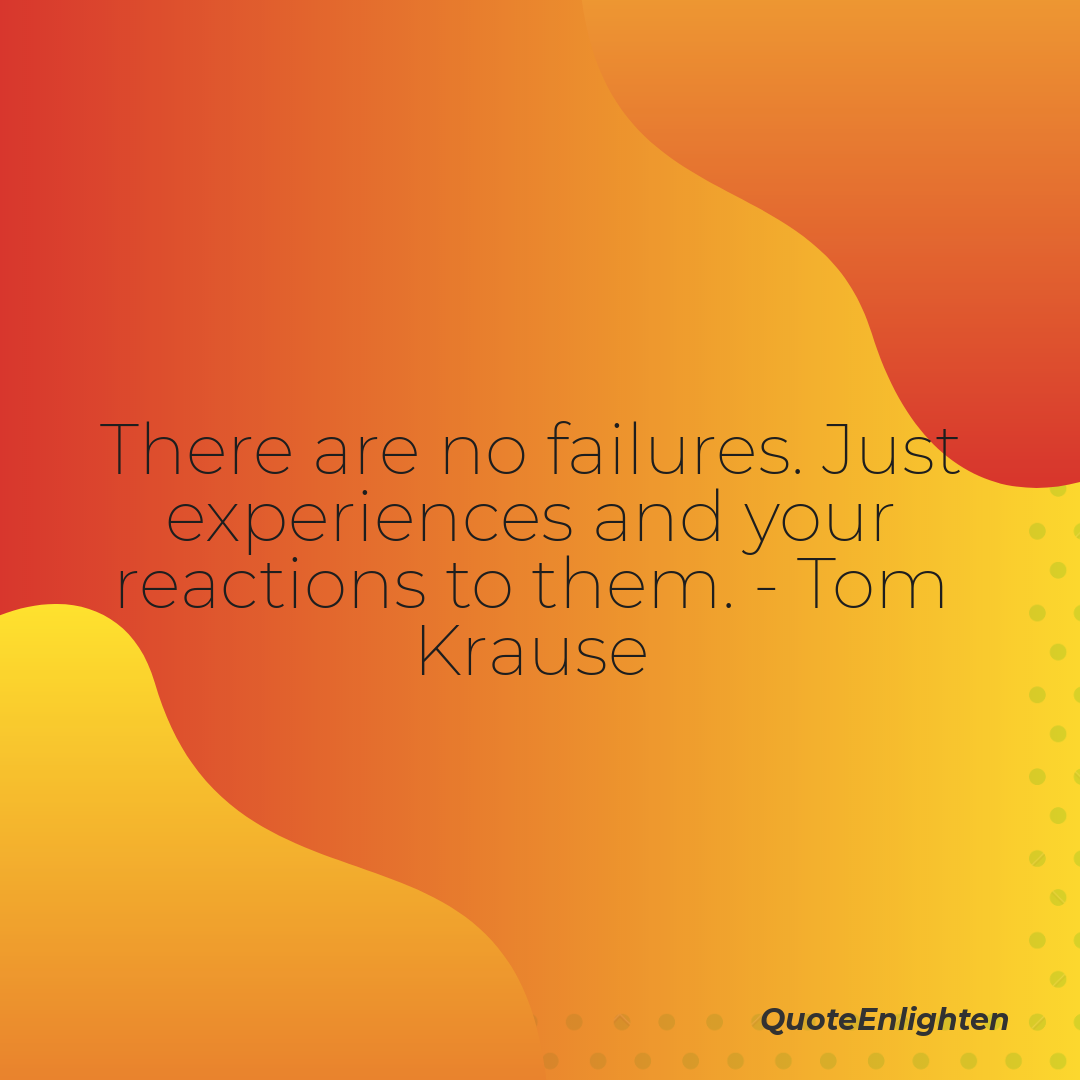 There are no failures. Just
experiences and your
reactions to them. - Tom
Krause
QuoteEnlighten